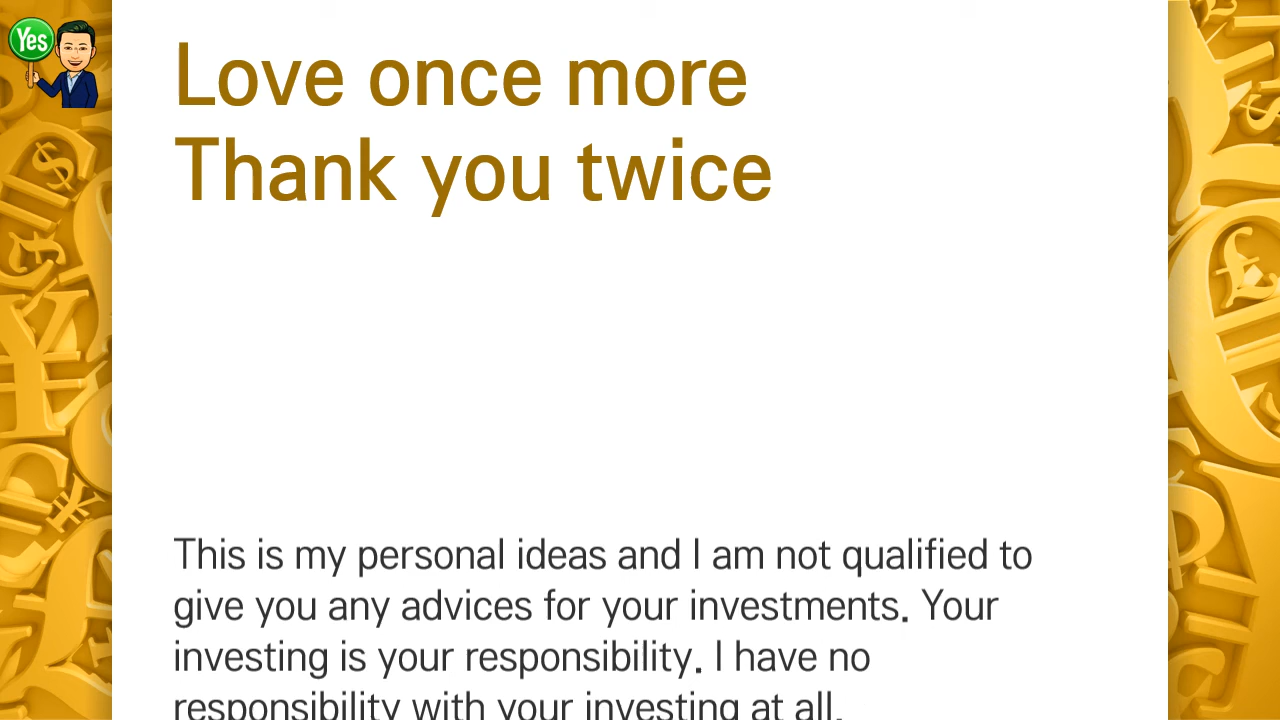 Yes
Love once more
Thank you twice
This is my personal ideas and I am not qualified to
give you any advices for your investments. Your
investing is your responsibility. I have no
responsibility with your investing at all.